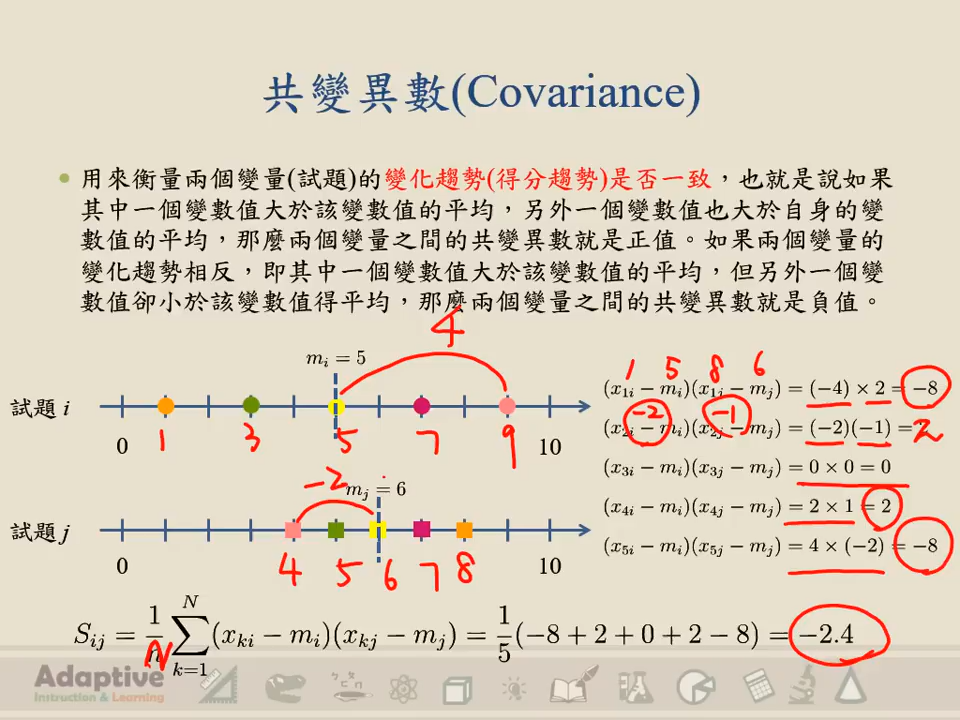 共變異數(Covariance)
用來衡量兩個變量(試題)的變化趨勢(得分趨勢)是否一致，也就是說如果
其中一個變數值大於該變數值的平均，另外一個變數值也大於自身的變
數值的平均，那麼兩個變量之間的共變異數就是正值。如果兩個變量的
變化趨勢相反，即其中一個變數值大於該變數值的平均，但另外一個變
數值卻小於該變數值得平均，那麼兩個變量之間的共變異數就是負值。
4
m_i = 5
試題 i
0 1 3 5 7 9 10
-2
m_j = 6
試題 j
0 4 5 6 7 8 10
1 5 8 6
(x_{1i} − m_i)(x_{1j} − m_j) = (−4) × 2 = −8
-2 -1
(x_{2i} − m_i)(x_{2j} − m_j) = (−2)(−1) = 2
(x_{3i} − m_i)(x_{3j} − m_j) = 0 × 0 = 0
(x_{4i} − m_i)(x_{4j} − m_j) = 2 × 1 = 2
(x_{5i} − m_i)(x_{5j} − m_j) = 4 × (−2) = −8
S_{ij} = \frac{1}{n} \sum_{k=1}^{N} (x_{ki} − m_i)(x_{kj} − m_j) = \frac{1}{5}(−8 + 2 + 0 + 2 − 8) = −2.4
N
Adaptive
Instruction & Learning